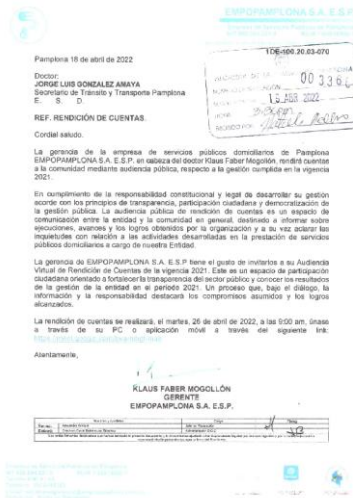 EMPOPAMPLONA S.A. E.S.P.
1DE-100.20.03-070
Pamplona 18 de abril de 2022
Doctor:
JORGE LUIS GONZALEZ AMAYA
Secretario de Tránsito y Transporte Pamplona
E. S. D.
REF. RENDICIÓN DE CUENTAS.
Cordial saludo.
La gerencia de la empresa de servicios públicos domiciliarios de Pamplona
EMPOPAMPLONA S.A. E.S.P. en cabeza del doctor Klaus Faber Mogollón, rendirá cuentas
a la comunidad mediante audiencia pública, respecto a la gestión cumplida en la vigencia
2021.
En cumplimiento de la responsabilidad constitucional y legal de desarrollar su gestión
acorde con los principios de transparencia, participación ciudadana y democratización de
la gestión pública. La audiencia pública de rendición de cuentas es un espacio de
comunicación entre la entidad y la comunidad en general, destinado a informar sobre
ejecuciones, avances y los logros obtenidos por la organización y a su vez aclarar las
inquietudes con relación a las actividades desarrolladas en la prestación de servicios
públicos domiciliarios a cargo de nuestra Entidad.
La gerencia de EMPOPAMPLONA S.A. E.S.P tiene el gusto de invitarlos a su Audiencia
Virtual de Rendición de Cuentas de la vigencia 2021. Este es un espacio de participación
ciudadana orientado a fortalecer la transparencia del sector público y conocer los resultados
de la gestión de la entidad en el periodo 2021. Un proceso que, bajo el diálogo, la
información y la responsabilidad destacará los compromisos asumidos y los logros
alcanzados.
La rendición de cuentas se realizará, el martes, 26 de abril de 2022, a las 9:00 am, únase
a través de su PC o aplicación móvil a través del siguiente link:
Atentamente,
KLAUS FABER MOGOLLÓN
GERENTE
EMPOPAMPLONA S.A. E.S.P.